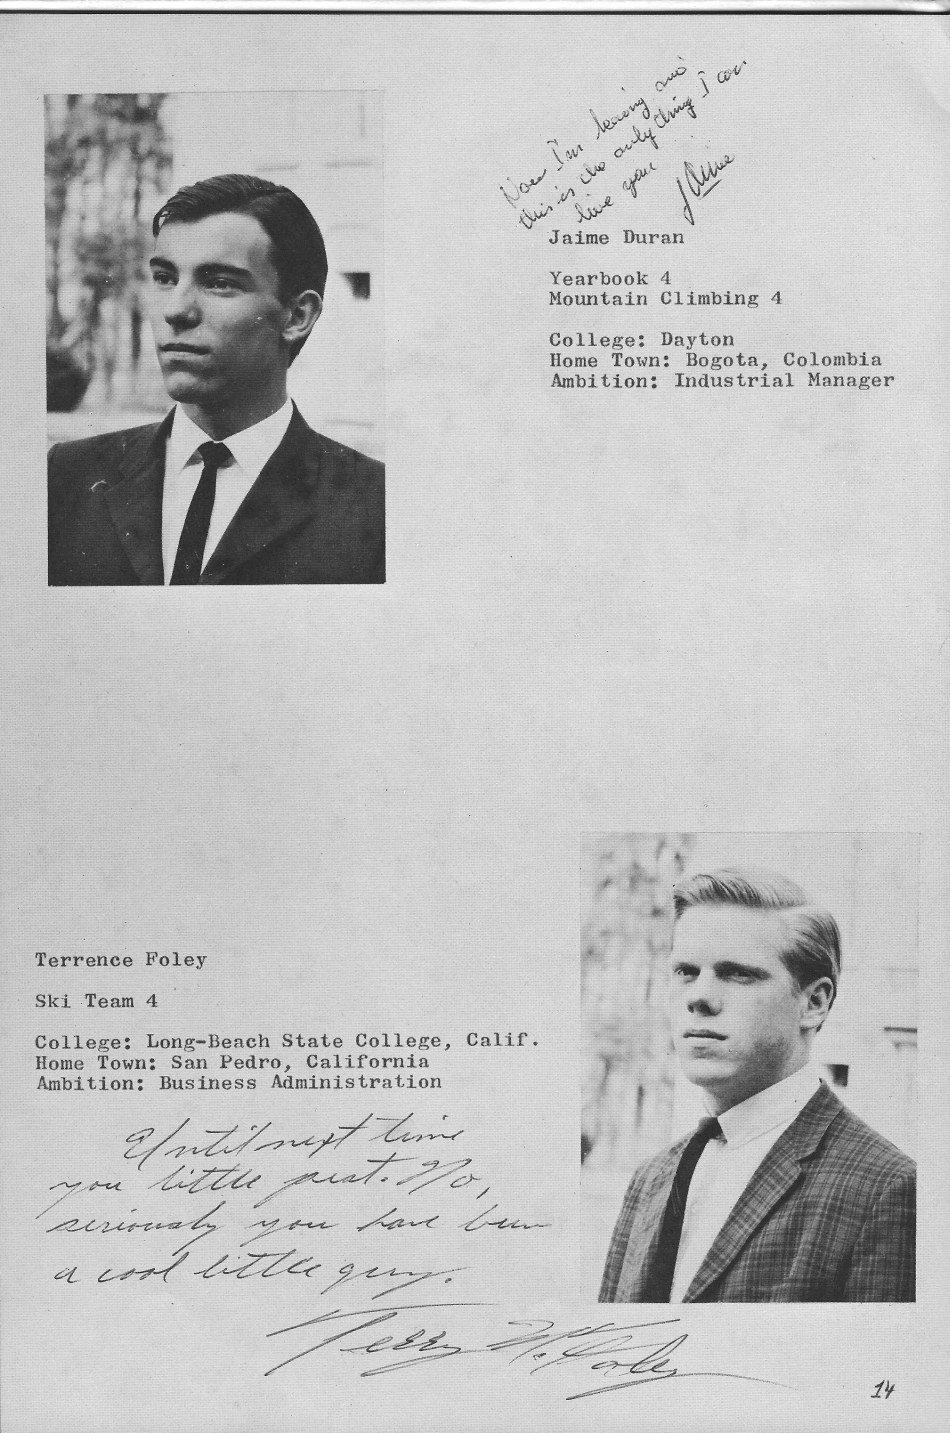 Now I'm leaving and
this is the only thing I can
live you
Jaime
Jaime Duran
Yearbook 4
Mountain Climbing 4
College: Dayton
Home Town: Bogota, Colombia
Ambition: Industrial Manager
Terrence Foley
Ski Team 4
College: Long-Beach State College, Calif.
Home Town: San Pedro, California
Ambition: Business Administration
Until next time
you little pest. No,
seriously you have been
a cool little guy.
Terry W. Foley
14